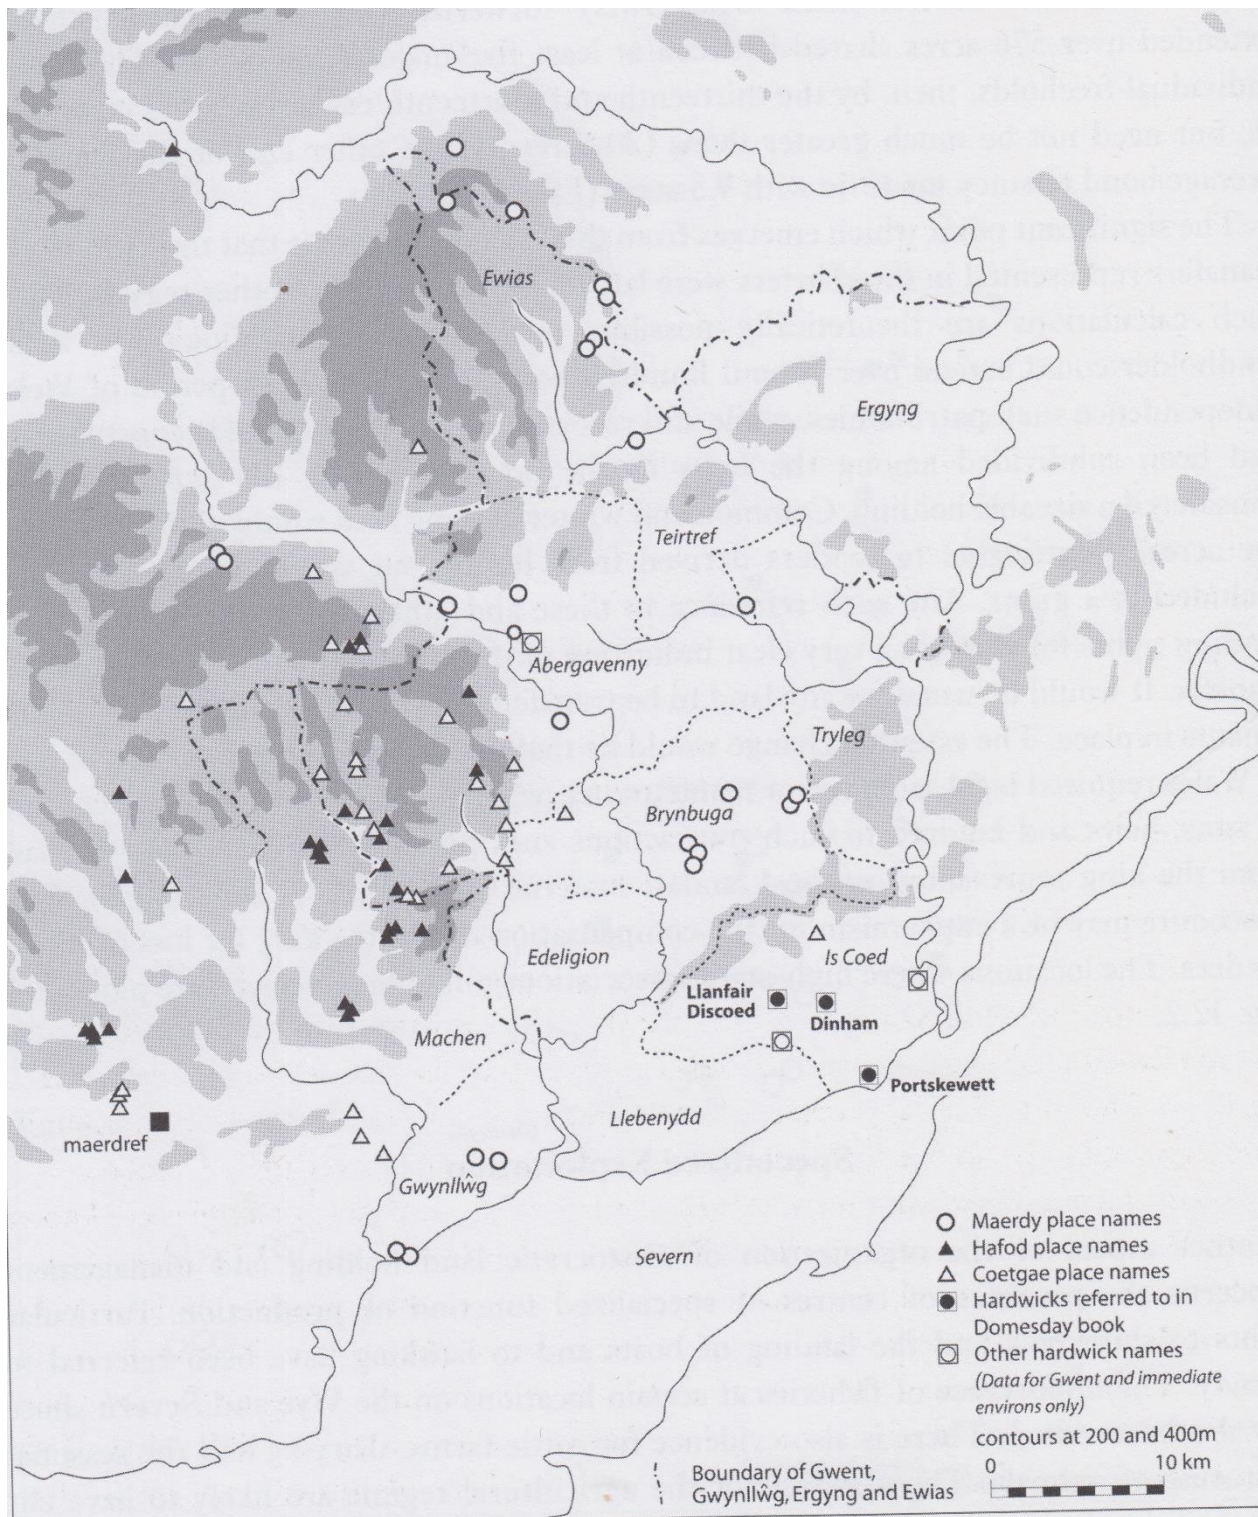 Ewias
Ergyng
Teirtref
Abergavenny
Tryleg
Brynbuga
Edeligion
Is Coed
Llanfair
Discoed
Dinham
Machen
Portskewett
Llebenydd
maerdref
Gwynllŵg
Severn
Maerdy place names
Hafod place names
Coetgae place names
Hardwicks referred to in
Domesday book
Other hardwick names
(Data for Gwent and immediate
environs only)
contours at 200 and 400m
0 10 km
Boundary of Gwent,
Gwynllŵg, Ergyng and Ewias